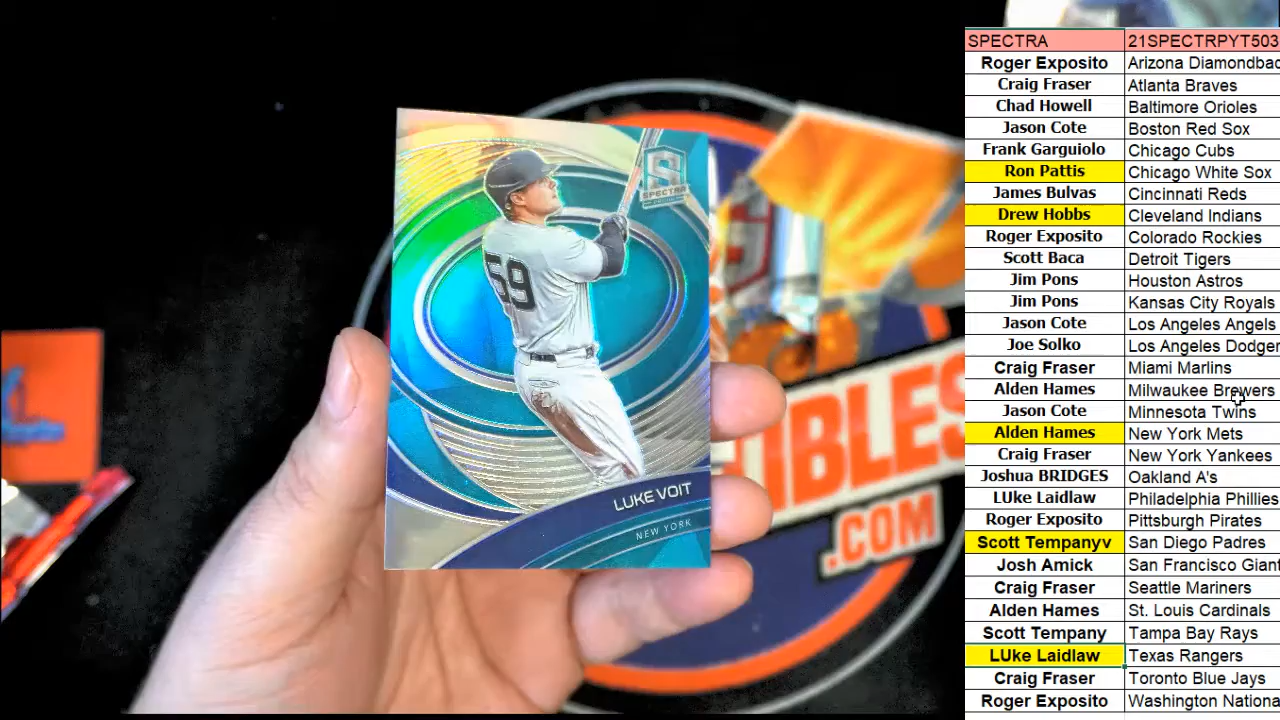 SPECTRA 21SPECTRPYT503
Roger Exposito Arizona Diamondbac
Craig Fraser Atlanta Braves
Chad Howell Baltimore Orioles
Jason Cote Boston Red Sox
Frank Garguiolo Chicago Cubs
Ron Pattis Chicago White Sox
James Bulvas Cincinnati Reds
Drew Hobbs Cleveland Indians
Roger Exposito Colorado Rockies
Scott Baca Detroit Tigers
Jim Pons Houston Astros
Jim Pons Kansas City Royals
Jason Cote Los Angeles Angels
Joe Solko Los Angeles Dodger
Craig Fraser Miami Marlins
Alden Hames Milwaukee Brewers
Jason Cote Minnesota Twins
Alden Hames New York Mets
Craig Fraser New York Yankees
Joshua BRIDGES Oakland A's
LUke Laidlaw Philadelphia Phillies
Roger Exposito Pittsburgh Pirates
Scott Tempanyv San Diego Padres
Josh Amick San Francisco Giant
Craig Fraser Seattle Mariners
Alden Hames St. Louis Cardinals
Scott Tempany Tampa Bay Rays
LUke Laidlaw Texas Rangers
Craig Fraser Toronto Blue Jays
Roger Exposito Washington Nationa
S
SPECTRA
59
LUKE VOIT
NEW YORK
IBLES
.COM